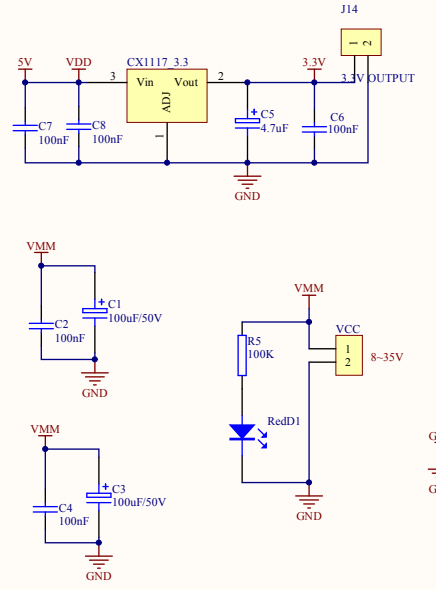 J14
1 2
3.3V OUTPUT
5V
VDD
CX1117_3.3
3.3V
3
Vin
Vout
2
ADJ
1
C7
100nF
C8
100nF
C5
4.7uF
C6
100nF
GND
VMM
C1
100uF/50V
C2
100nF
GND
VMM
VCC
1
2
8~35V
R5
100K
RedD1
GND
VMM
C3
100uF/50V
C4
100nF
GND
G
G